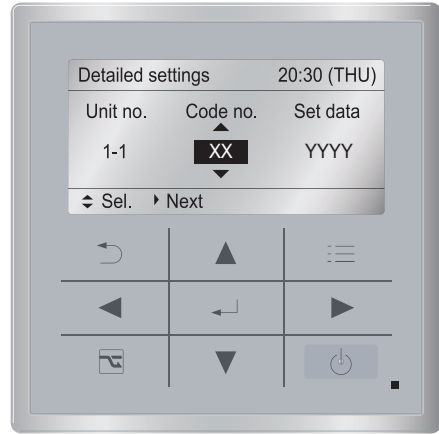 Detailed settings 20:30 (THU)
Unit no. Code no. Set data
1-1 XX YYYY
Sel. Next